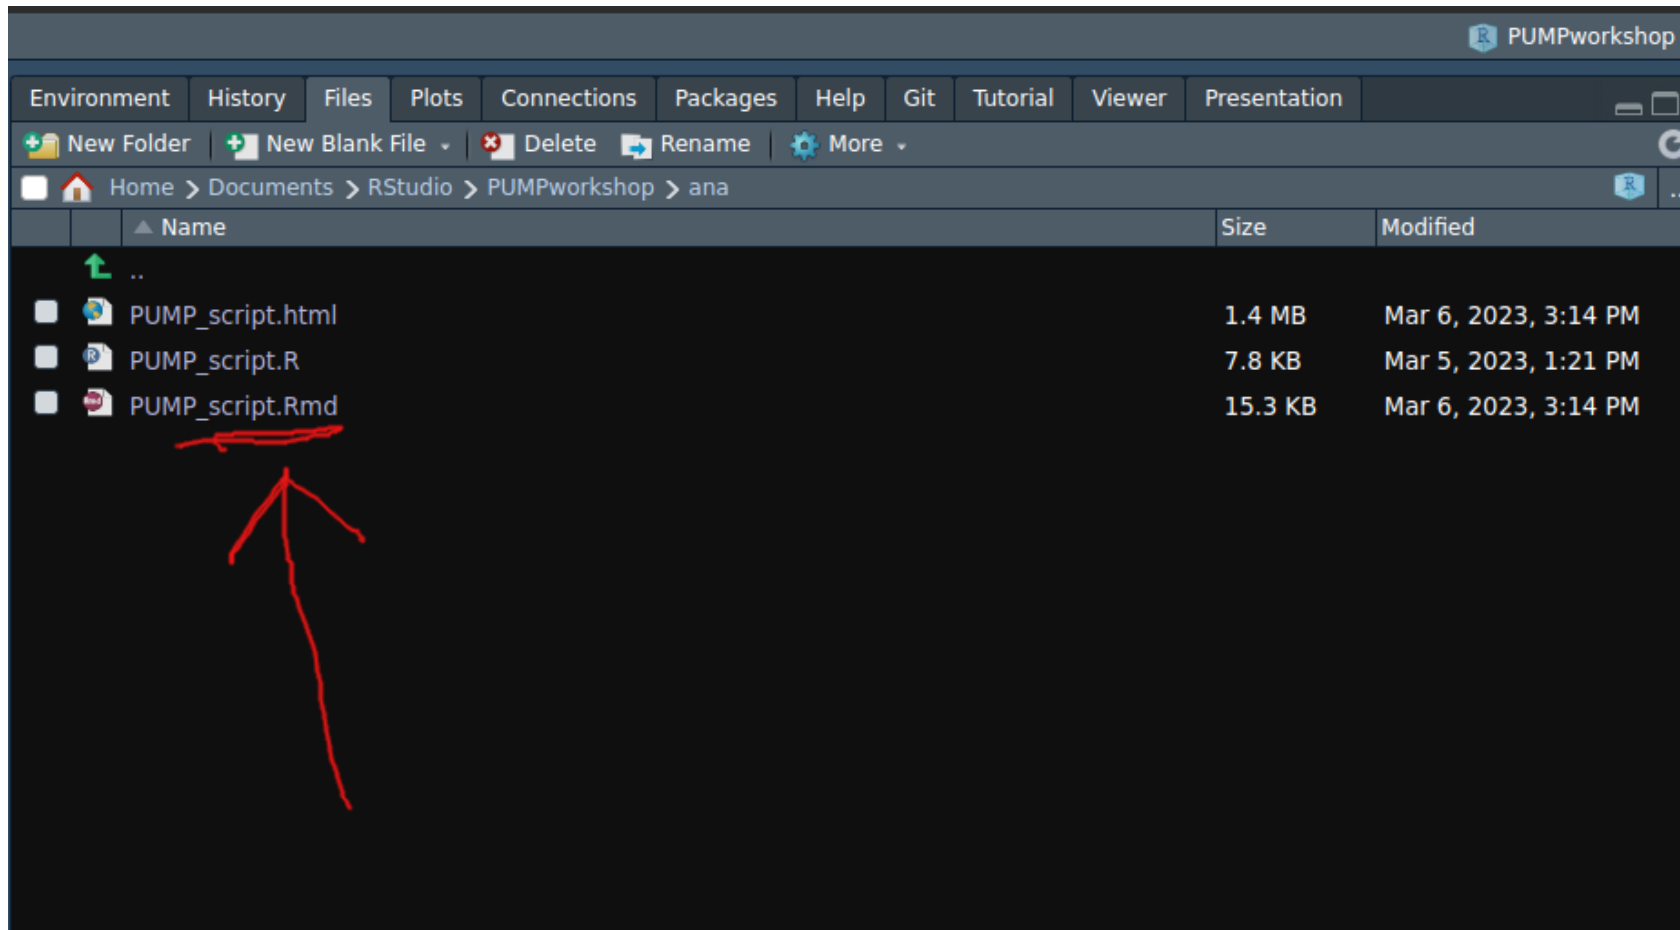 PUMPworkshop
Environment History Files Plots Connections Packages Help Git Tutorial Viewer Presentation
New Folder New Blank File Delete Rename More
Home Documents RStudio PUMPworkshop ana ..
Name Size Modified
..
PUMP_script.html 1.4 MB Mar 6, 2023, 3:14 PM
PUMP_script.R 7.8 KB Mar 5, 2023, 1:21 PM
PUMP_script.Rmd 15.3 KB Mar 6, 2023, 3:14 PM